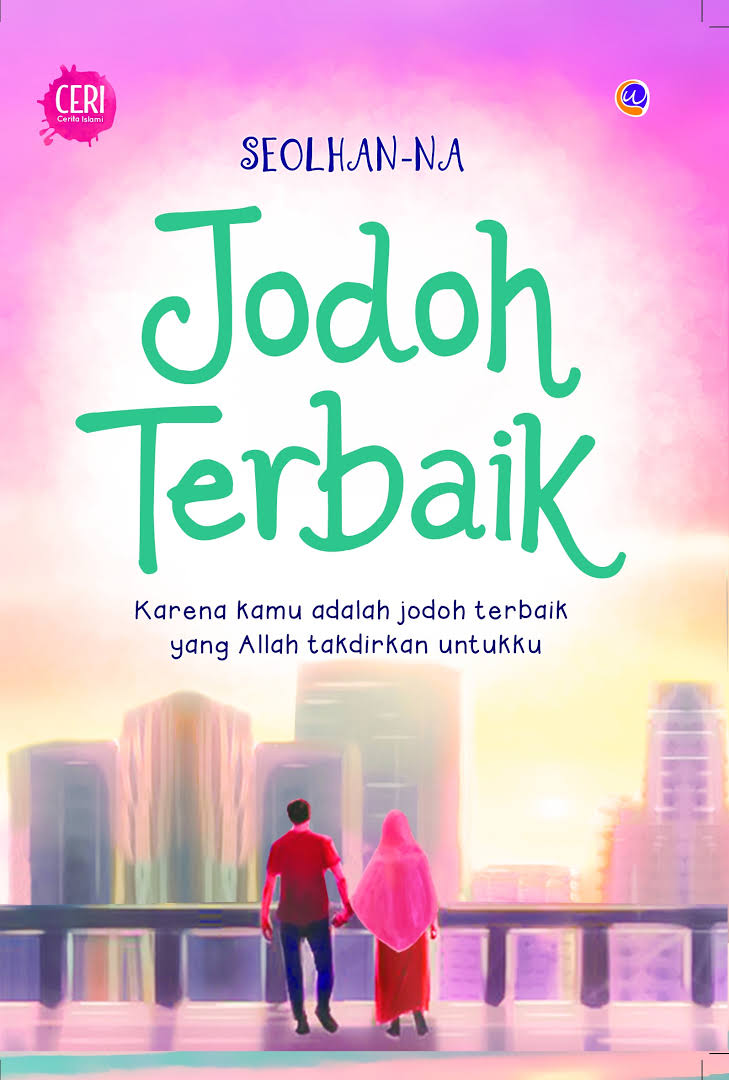 CERI
Cerita Islami
SEOLHAN-NA
Jodoh
Terbaik
Karena kamu adalah jodoh terbaik
yang Allah takdirkan untukku